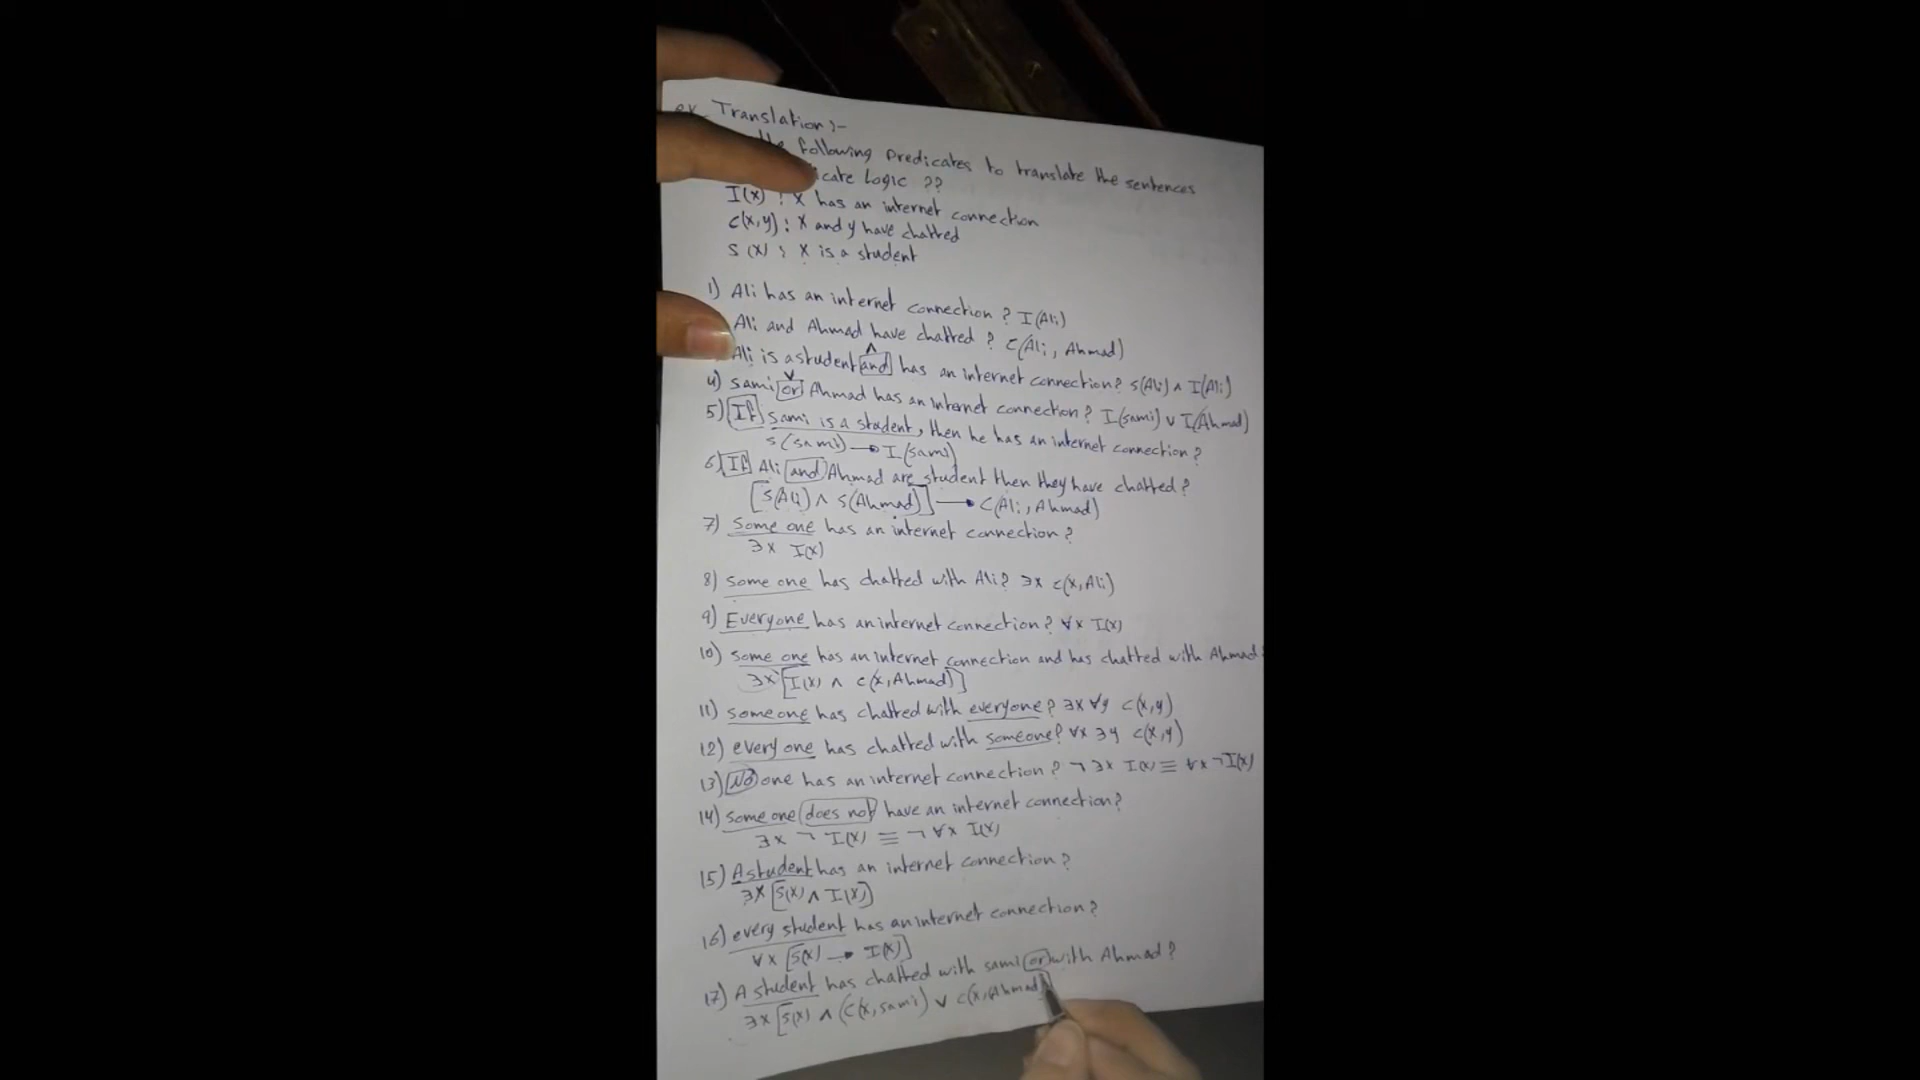 ex Translation :-
the following predicates to translate the sentences
icate logic ??
I(x) : x has an internet connection
C(x,y) : x and y have chatted
S(x) : x is a student
1) Ali has an internet connection ? I(Ali)
Ali and Ahmad have chatted ? C(Ali, Ahmad)
Ali is a student and ∧ has an internet connection? S(Ali) ∧ I(Ali)
4) Sami or ∨ Ahmad has an internet connection ? I(sami) ∨ I(Ahmad)
5) If sami is a student, then he has an internet connection ?
S(sami) → I(sami)
6) If Ali and Ahmad are student then they have chatted ?
[S(Ali) ∧ S(Ahmad)] → C(Ali, Ahmad)
7) Some one has an internet connection ?
∃x I(x)
8) Some one has chatted with Ali? ∃x C(x,Ali)
9) Everyone has an internet connection? ∀x I(x)
10) some one has an internet connection and has chatted with Ahmad?
∃x [I(x) ∧ C(x,Ahmad)]
11) someone has chatted with everyone? ∃x ∀y C(x,y)
12) every one has chatted with someone? ∀x ∃y C(x,y)
13) No one has an internet connection ? ¬∃x I(x) ≡ ∀x ¬I(x)
14) Some one does not have an internet connection?
∃x ¬ I(x) ≡ ¬ ∀x I(x)
15) A student has an internet connection ?
∃x [S(x) ∧ I(x)]
16) every student has an internet connection?
∀x [S(x) → I(x)]
17) A student has chatted with sami or with Ahmad ?
∃x [S(x) ∧ (C(x, sami) ∨ C(x, Ahmad)